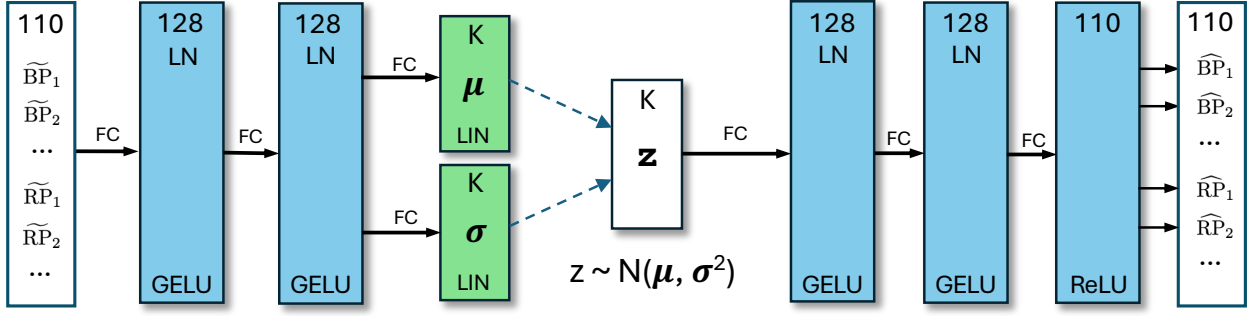 110
B̃P₁
B̃P₂
...
R̃P₁
R̃P₂
...
FC
128
LN
GELU
FC
128
LN
GELU
FC
K
μ
LIN
FC
K
σ
LIN
K
z
z ~ N(μ, σ²)
FC
128
LN
GELU
FC
128
LN
GELU
FC
110
ReLU
110
B̂P₁
B̂P₂
...
R̂P₁
R̂P₂
...